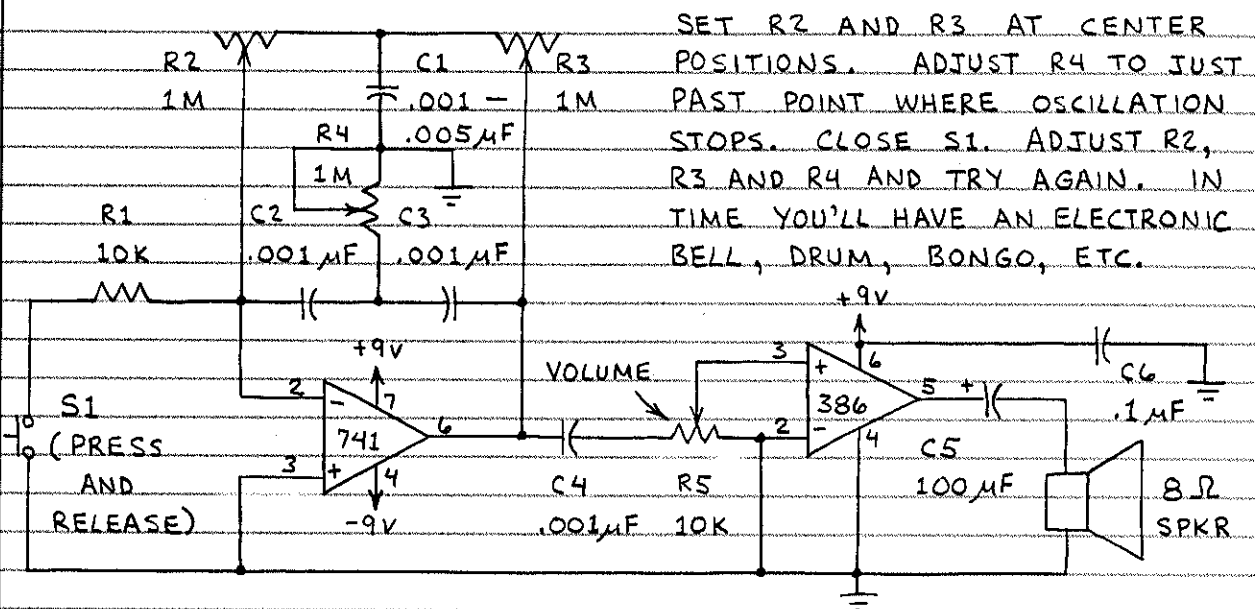 SET R2 AND R3 AT CENTER
POSITIONS. ADJUST R4 TO JUST
PAST POINT WHERE OSCILLATION
STOPS. CLOSE S1. ADJUST R2,
R3 AND R4 AND TRY AGAIN. IN
TIME YOU'LL HAVE AN ELECTRONIC
BELL, DRUM, BONGO, ETC.
R2
1M
C1
.001 –
.005µF
R3
1M
R4
1M
R1
10K
C2
.001µF
C3
.001µF
S1
(PRESS
AND
RELEASE)
+9V
2
-
7
741
6
3
+
4
-9V
VOLUME
C4
.001µF
R5
10K
+9V
3
+
6
386
5
+
2
-
4
C6
.1µF
C5
100µF
8Ω
SPKR